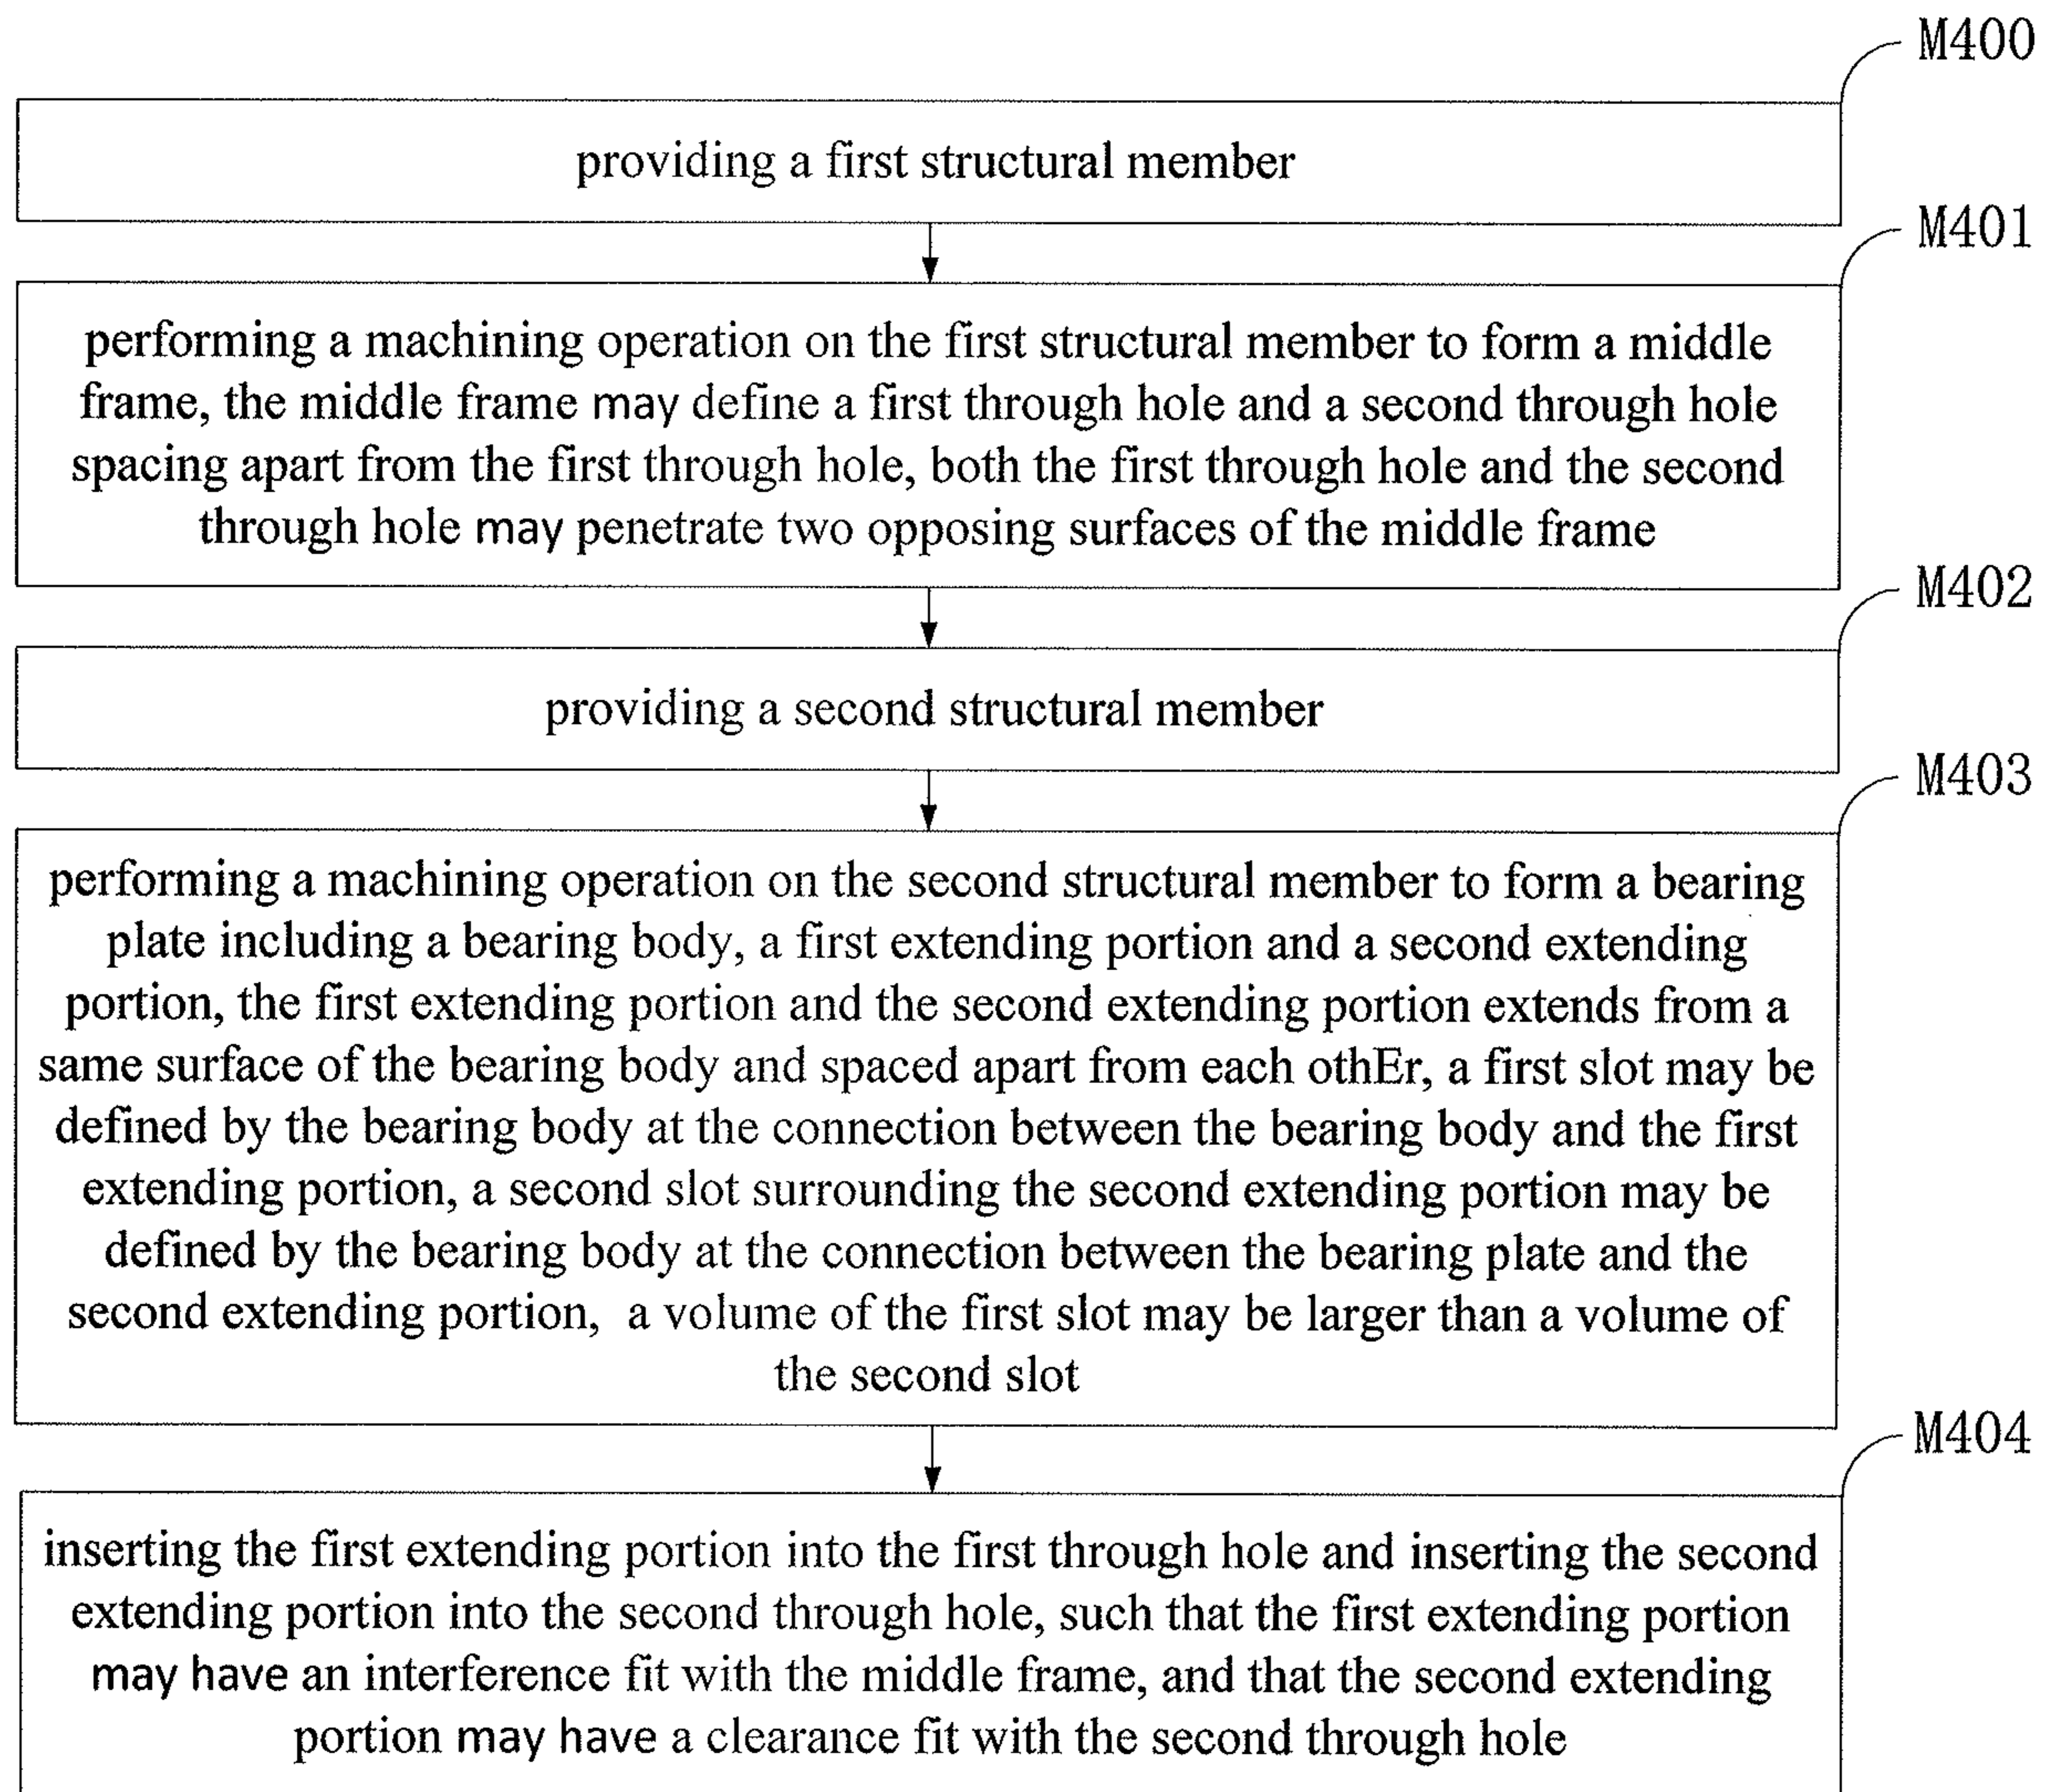 M400
providing a first structural member
M401
performing a machining operation on the first structural member to form a middle
frame, the middle frame may define a first through hole and a second through hole
spacing apart from the first through hole, both the first through hole and the second
through hole may penetrate two opposing surfaces of the middle frame
M402
providing a second structural member
M403
performing a machining operation on the second structural member to form a bearing
plate including a bearing body, a first extending portion and a second extending
portion, the first extending portion and the second extending portion extends from a
same surface of the bearing body and spaced apart from each othEr, a first slot may be
defined by the bearing body at the connection between the bearing body and the first
extending portion, a second slot surrounding the second extending portion may be
defined by the bearing body at the connection between the bearing plate and the
second extending portion, a volume of the first slot may be larger than a volume of
the second slot
M404
inserting the first extending portion into the first through hole and inserting the second
extending portion into the second through hole, such that the first extending portion
may have an interference fit with the middle frame, and that the second extending
portion may have a clearance fit with the second through hole